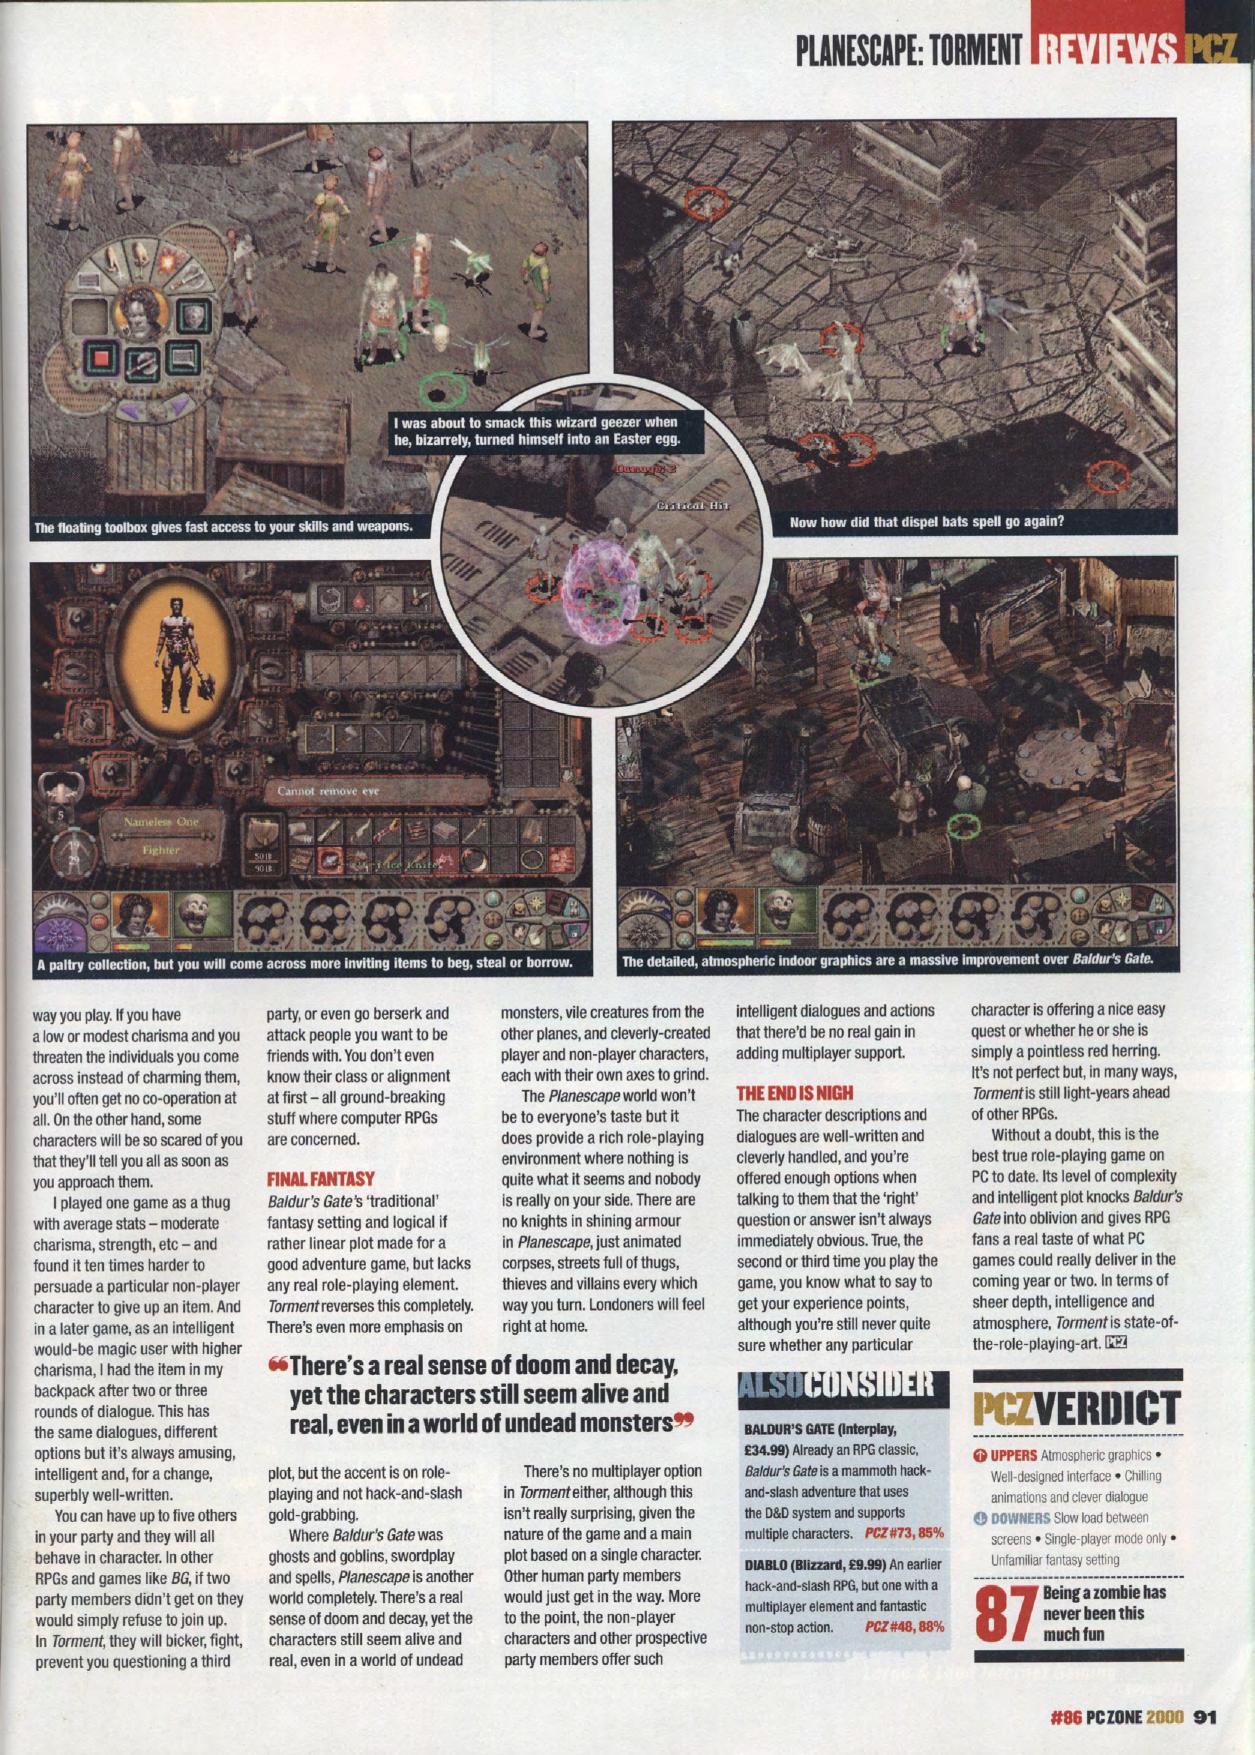 PLANESCAPE: TORMENT REVIEWS PCZ
I was about to smack this wizard geezer when
he, bizarrely, turned himself into an Easter egg.
Damage: 2
Critical Hit
The floating toolbox gives fast access to your skills and weapons.
Now how did that dispel bats spell go again?
Cannot remove eye
5
Nameless One
Fighter
29
A paltry collection, but you will come across more inviting items to beg, steal or borrow.
The detailed, atmospheric indoor graphics are a massive improvement over Baldur's Gate.
way you play. If you have
a low or modest charisma and you
threaten the individuals you come
across instead of charming them,
you'll often get no co-operation at
all. On the other hand, some
characters will be so scared of you
that they'll tell you all as soon as
you approach them.
I played one game as a thug
with average stats – moderate
charisma, strength, etc – and
found it ten times harder to
persuade a particular non-player
character to give up an item. And
in a later game, as an intelligent
would-be magic user with higher
charisma, I had the item in my
backpack after two or three
rounds of dialogue. This has
the same dialogues, different
options but it's always amusing,
intelligent and, for a change,
superbly well-written.
You can have up to five others
in your party and they will all
behave in character. In other
RPGs and games like BG, if two
party members didn't get on they
would simply refuse to join up.
In Torment, they will bicker, fight,
prevent you questioning a third
party, or even go berserk and
attack people you want to be
friends with. You don't even
know their class or alignment
at first – all ground-breaking
stuff where computer RPGs
are concerned.
FINAL FANTASY
Baldur's Gate's 'traditional'
fantasy setting and logical if
rather linear plot made for a
good adventure game, but lacks
any real role-playing element.
Torment reverses this completely.
There's even more emphasis on
plot, but the accent is on role-
playing and not hack-and-slash
gold-grabbing.
Where Baldur's Gate was
ghosts and goblins, swordplay
and spells, Planescape is another
world completely. There's a real
sense of doom and decay, yet the
characters still seem alive and
real, even in a world of undead
monsters, vile creatures from the
other planes, and cleverly-created
player and non-player characters,
each with their own axes to grind.
The Planescape world won't
be to everyone's taste but it
does provide a rich role-playing
environment where nothing is
quite what it seems and nobody
is really on your side. There are
no knights in shining armour
in Planescape, just animated
corpses, streets full of thugs,
thieves and villains every which
way you turn. Londoners will feel
right at home.
“There's a real sense of doom and decay,
yet the characters still seem alive and
real, even in a world of undead monsters”
There's no multiplayer option
in Torment either, although this
isn't really surprising, given the
nature of the game and a main
plot based on a single character.
Other human party members
would just get in the way. More
to the point, the non-player
characters and other prospective
party members offer such
intelligent dialogues and actions
that there'd be no real gain in
adding multiplayer support.
THE END IS NIGH
The character descriptions and
dialogues are well-written and
cleverly handled, and you're
offered enough options when
talking to them that the 'right'
question or answer isn't always
immediately obvious. True, the
second or third time you play the
game, you know what to say to
get your experience points,
although you're still never quite
sure whether any particular
character is offering a nice easy
quest or whether he or she is
simply a pointless red herring.
It's not perfect but, in many ways,
Torment is still light-years ahead
of other RPGs.
Without a doubt, this is the
best true role-playing game on
PC to date. Its level of complexity
and intelligent plot knocks Baldur's
Gate into oblivion and gives RPG
fans a real taste of what PC
games could really deliver in the
coming year or two. In terms of
sheer depth, intelligence and
atmosphere, Torment is state-of-
the-role-playing-art. PCZ
ALSO CONSIDER
BALDUR'S GATE (Interplay,
£34.99) Already an RPG classic,
Baldur's Gate is a mammoth hack-
and-slash adventure that uses
the D&D system and supports
multiple characters. PCZ #73, 85%
DIABLO (Blizzard, £9.99) An earlier
hack-and-slash RPG, but one with a
multiplayer element and fantastic
non-stop action. PCZ #48, 88%
PCZ VERDICT
UPPERS Atmospheric graphics •
Well-designed interface • Chilling
animations and clever dialogue
DOWNERS Slow load between
screens • Single-player mode only •
Unfamiliar fantasy setting
87 Being a zombie has
never been this
much fun
#86 PC ZONE 2000 91